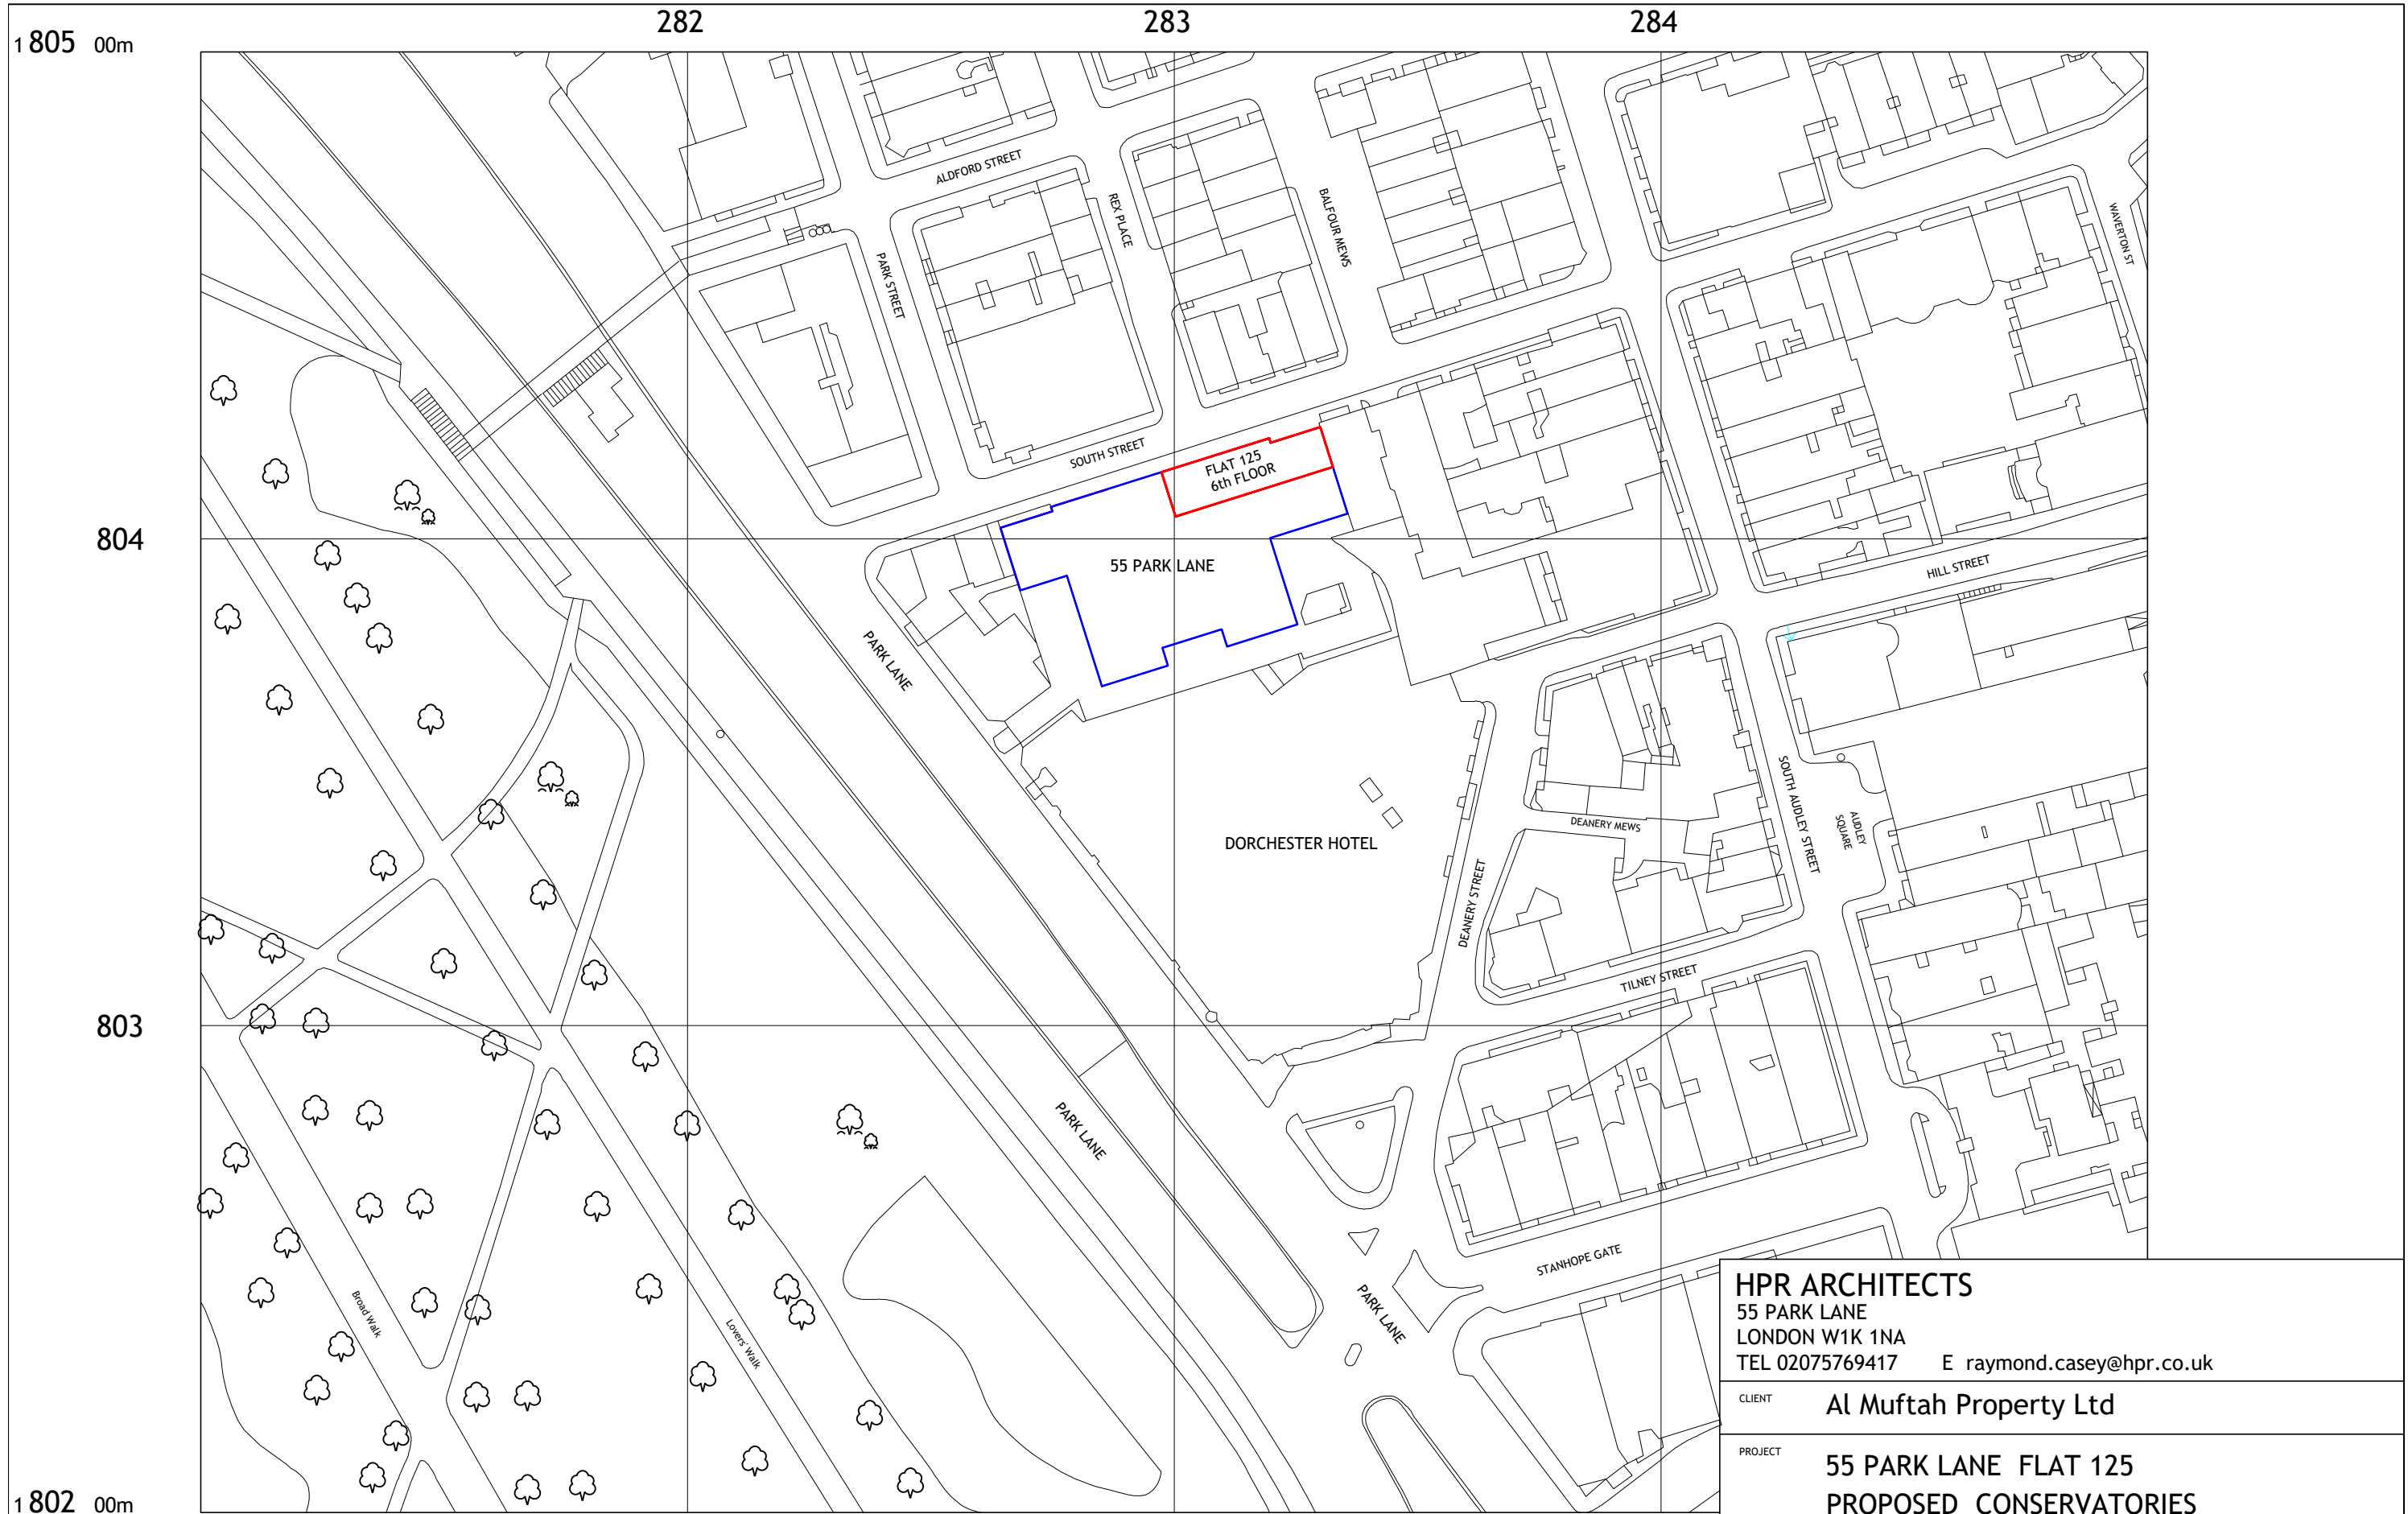 282 283 284
1 805 00m
ALDFORD STREET
REX PLACE
BALFOUR MEWS
WAVERTON ST
PARK STREET
SOUTH STREET
FLAT 125
6th FLOOR
804
55 PARK LANE
HILL STREET
PARK LANE
SOUTH AUDLEY STREET
AUDLEY
SQUARE
DEANERY MEWS
DORCHESTER HOTEL
DEANERY STREET
TILNEY STREET
803
PARK LANE
STANHOPE GATE
PARK LANE
Broad Walk
Lovers' Walk
HPR ARCHITECTS
55 PARK LANE
LONDON W1K 1NA
TEL 02075769417 E raymond.casey@hpr.co.uk
CLIENT Al Muftah Property Ltd
PROJECT 55 PARK LANE FLAT 125
PROPOSED CONSERVATORIES
1 802 00m